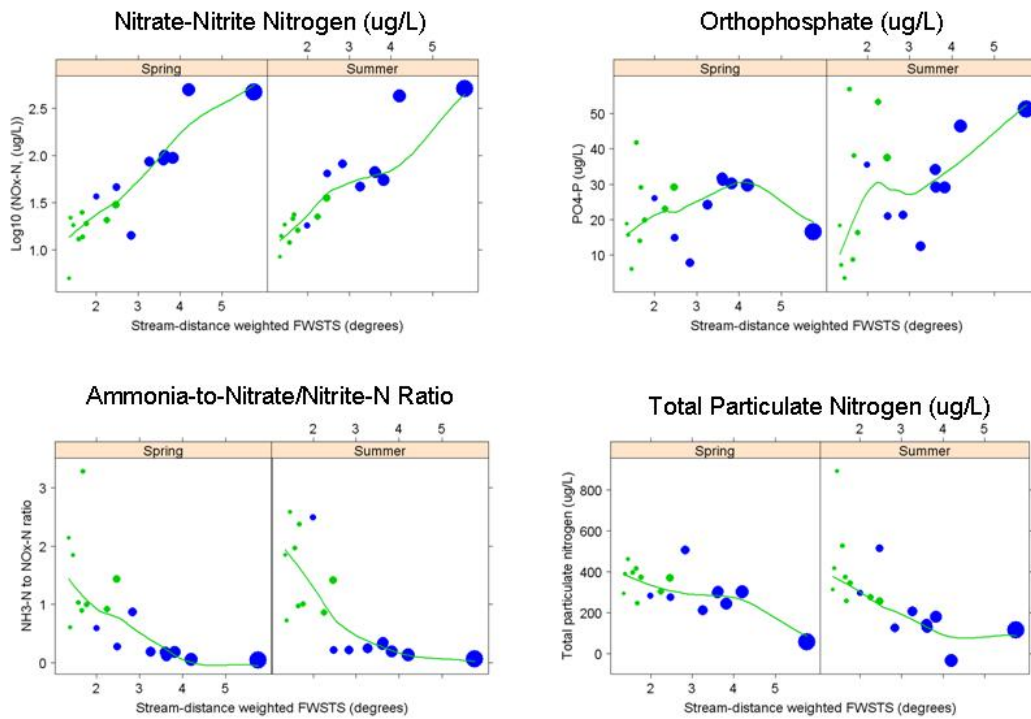 Nitrate-Nitrite Nitrogen (ug/L)
2 3 4 5
Spring Summer
Log10 (NOx-N, (ug/L))
2.5
2.0
1.5
1.0
2 3 4 5
Stream-distance weighted FWSTS (degrees)
Orthophosphate (ug/L)
2 3 4 5
Spring Summer
PO4-P (ug/L)
50
40
30
20
10
2 3 4 5
Stream-distance weighted FWSTS (degrees)
Ammonia-to-Nitrate/Nitrite-N Ratio
2 3 4 5
Spring Summer
NH3-N to NOx-N ratio
3
2
1
0
2 3 4 5
Stream-distance weighted FWSTS (degrees)
Total Particulate Nitrogen (ug/L)
2 3 4 5
Spring Summer
Total particulate nitrogen (ug/L)
800
600
400
200
0
2 3 4 5
Stream-distance weighted FWSTS (degrees)